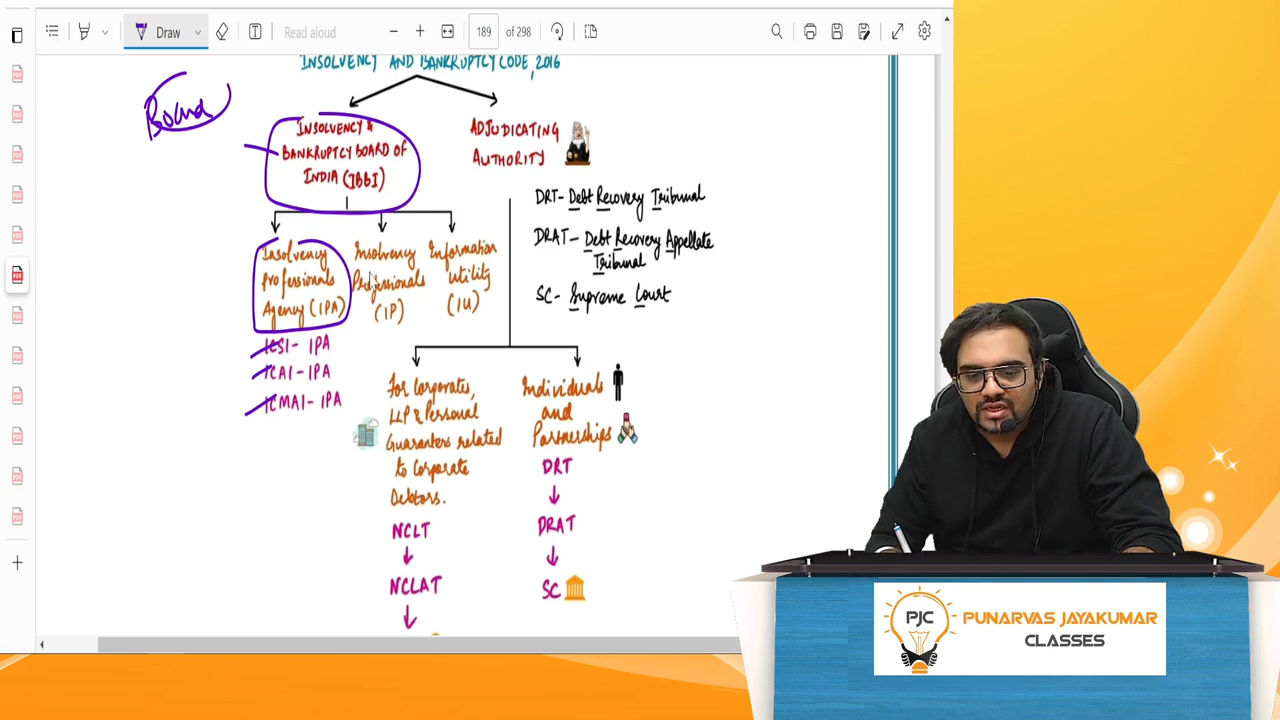 Draw
Read aloud
189
of 298
INSOLVENCY AND BANKRUPTCY CODE, 2016
Board
INSOLVENCY &
BANKRUPTCY BOARD OF
INDIA (IBBI)
ADJUDICATING
AUTHORITY
DRT- Debt Recovery Tribunal
DRAT- Debt Recovery Appellate
Tribunal
SC- Supreme Court
Insolvency
Professionals
Agency (IPA)
Insolvency
Professionals
(IP)
Information
Utility
(IU)
ICSI- IPA
ICAI- IPA
ICMAI- IPA
For Corporate,
LLP & Personal
Guarantors related
to Corporate
Debtors.
NCLT
NCLAT
Individuals
and
Partnerships
DRT
DRAT
SC
PJC
PUNARVAS JAYAKUMAR
CLASSES